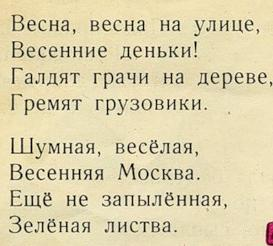 Весна, весна на улице,
Весенние деньки!
Галдят грачи на дереве,
Гремят грузовики.
Шумная, весёлая,
Весенняя Москва.
Ещё не запылённая,
Зелёная листва.